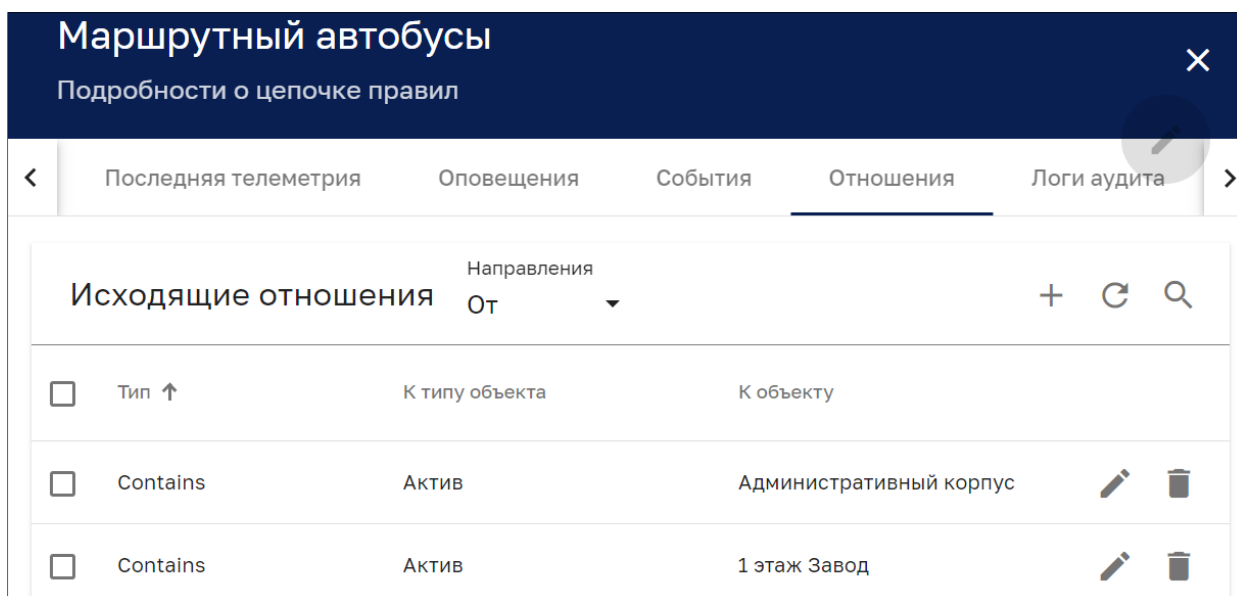 Маршрутный автобусы
Подробности о цепочке правил
Последняя телеметрия Оповещения События Отношения Логи аудита
Направления
Исходящие отношения От
Тип К типу объекта К объекту
Contains Актив Административный корпус
Contains Актив 1 этаж Завод